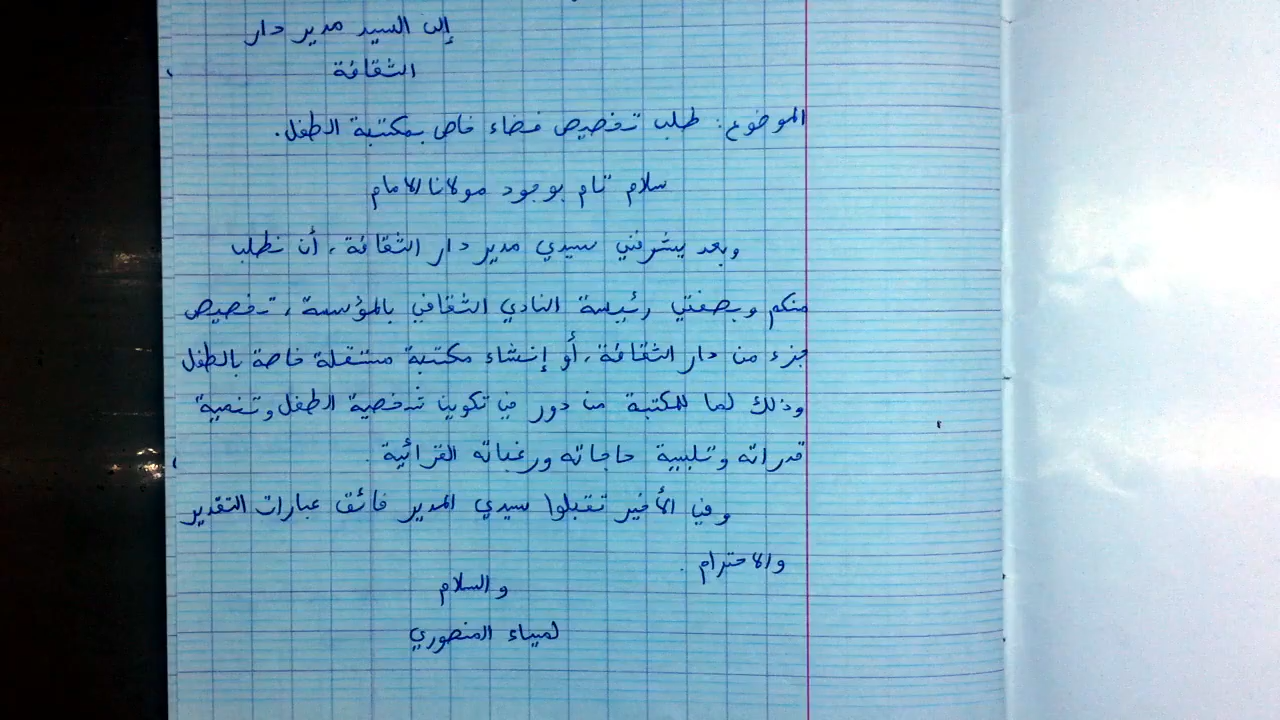 إلى السيد مدير دار
الثقافة
الموضوع: طلب تخصيص فضاء خاص بمكتبة الطفل.
سلام تام بوجود مولانا الامام
وبعد يشرفني سيدي مدير دار الثقافة، أن نطلب
منكم وبصفتي رئيسة النادي الثقافي بالمؤسسة، تخصيص
جزء من دار الثقافة، أو إنشاء مكتبة مستقلة خاصة بالطفل
وذلك لما للمكتبة من دور في تكوين شخصية الطفل وتنمية
قدراته وتلبية حاجاته ورغباته القرائية.
وفي الأخير تقبلوا سيدي المدير فائق عبارات التقدير
والاحترام.
والسلام
لمياء المنصوري